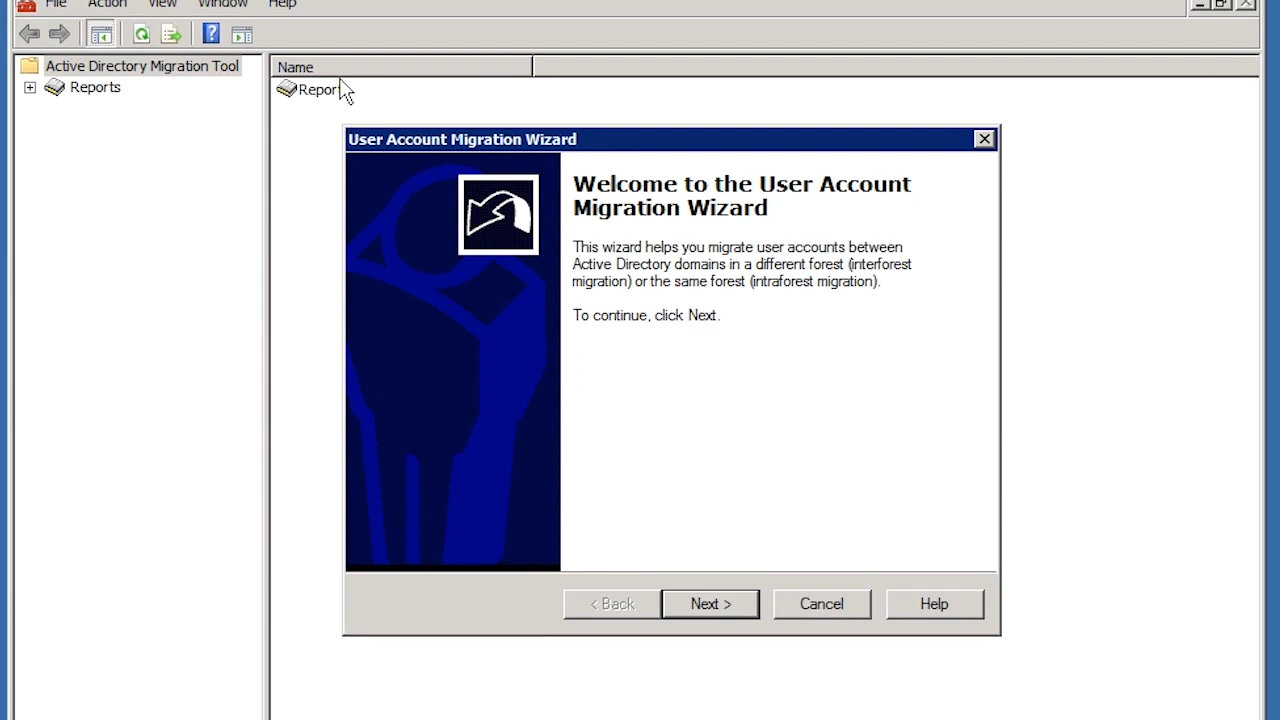 File Action View Window Help
Active Directory Migration Tool
Reports
Name
Report
User Account Migration Wizard
Welcome to the User Account
Migration Wizard
This wizard helps you migrate user accounts between
Active Directory domains in a different forest (interforest
migration) or the same forest (intraforest migration).
To continue, click Next.
< Back Next > Cancel Help